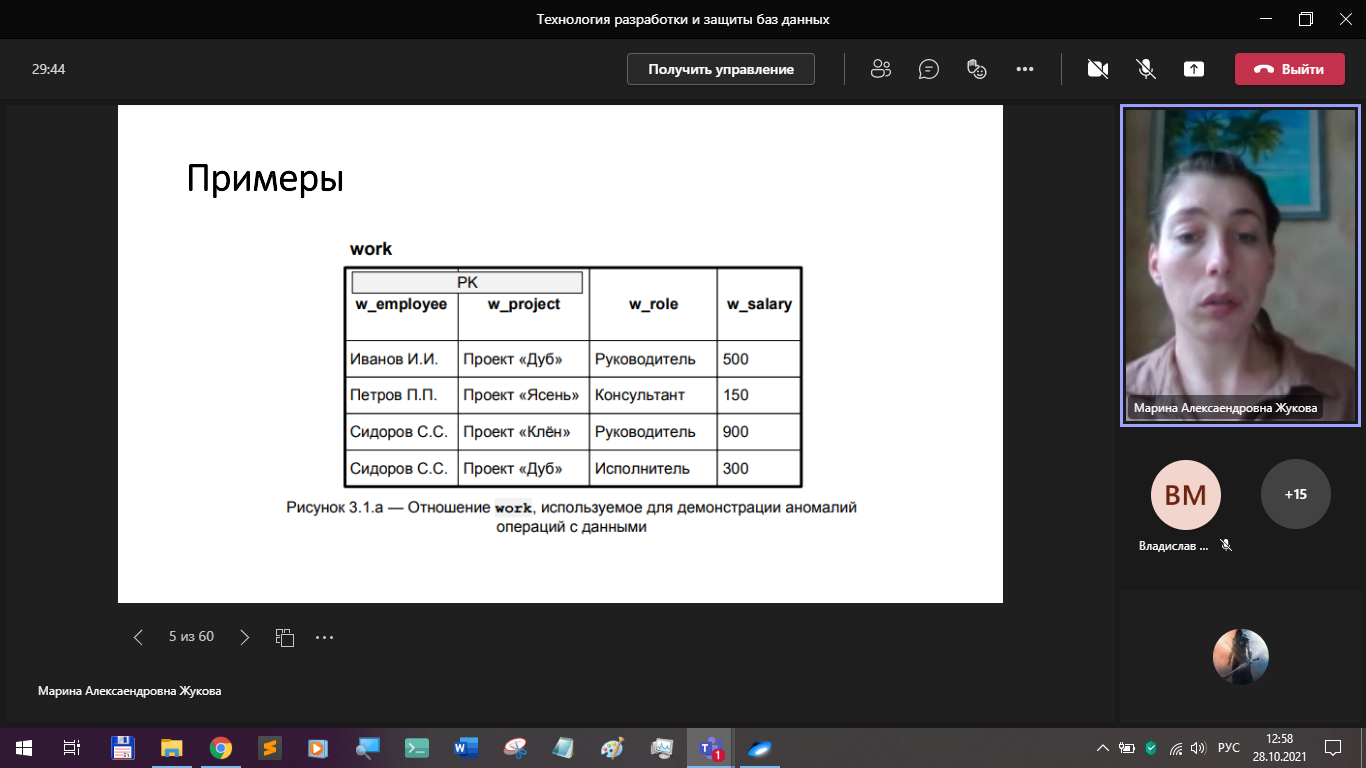 Технология разработки и защиты баз данных
29:44
Получить управление
Выйти
Примеры
work
PK
w_employee w_project w_role w_salary
Иванов И.И. Проект «Дуб» Руководитель 500
Петров П.П. Проект «Ясень» Консультант 150
Сидоров С.С. Проект «Клён» Руководитель 900
Сидоров С.С. Проект «Дуб» Исполнитель 300
Рисунок 3.1.a — Отношение work, используемое для демонстрации аномалий
операций с данными
Марина Алексаендровна Жукова
ВМ
+15
Владислав ...
5 из 60
Марина Алексаендровна Жукова
1
РУС
12:58
28.10.2021